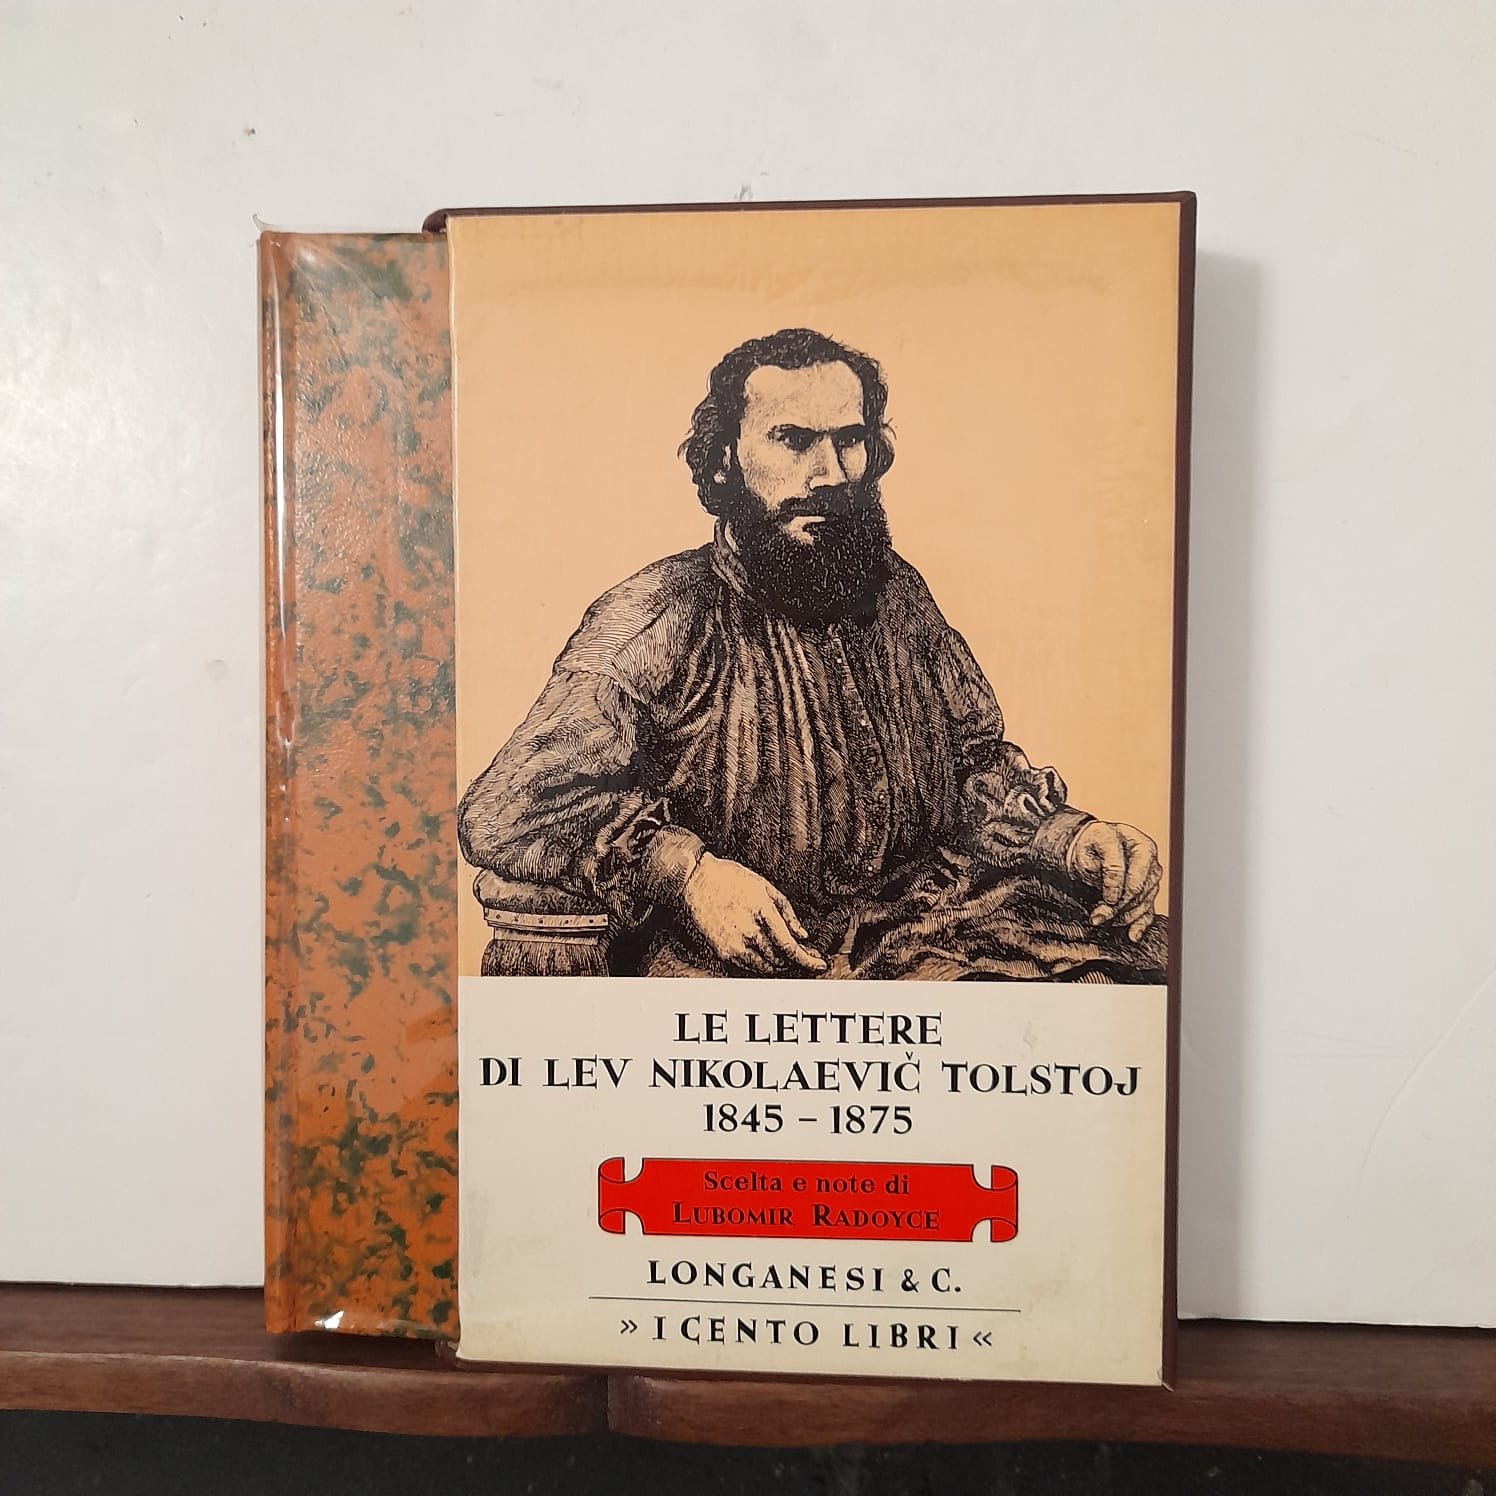 LE LETTERE
DI LEV NIKOLAEVIČ TOLSTOJ
1845 – 1875
Scelta e note di
LUBOMIR RADOYCE
LONGANESI & C.
» I CENTO LIBRI «